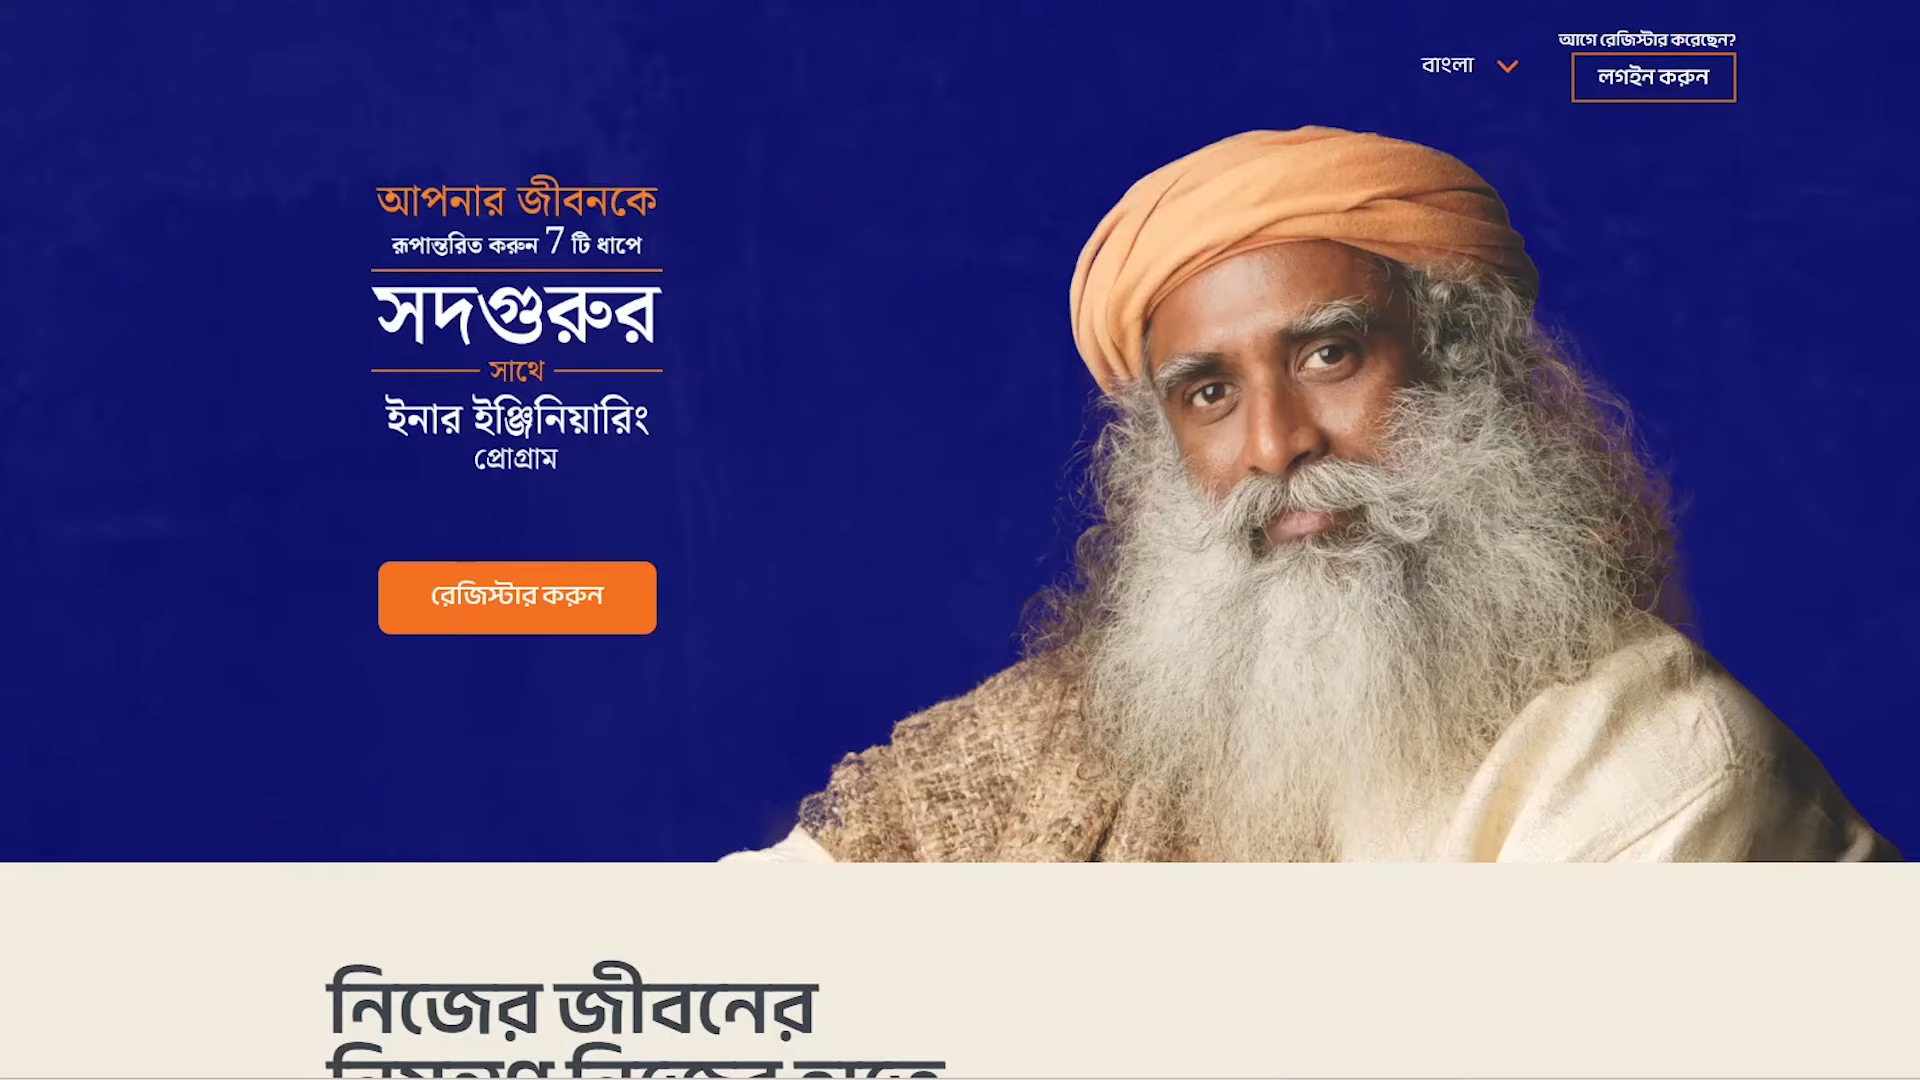 আগে রেজিস্টার করেছেন?
বাংলা
লগইন করুন
আপনার জীবনকে
রূপান্তরিত করুন 7 টি ধাপে
সদগুরুর
সাথে
ইনার ইঞ্জিনিয়ারিং
প্রোগ্রাম
রেজিস্টার করুন
নিজের জীবনের